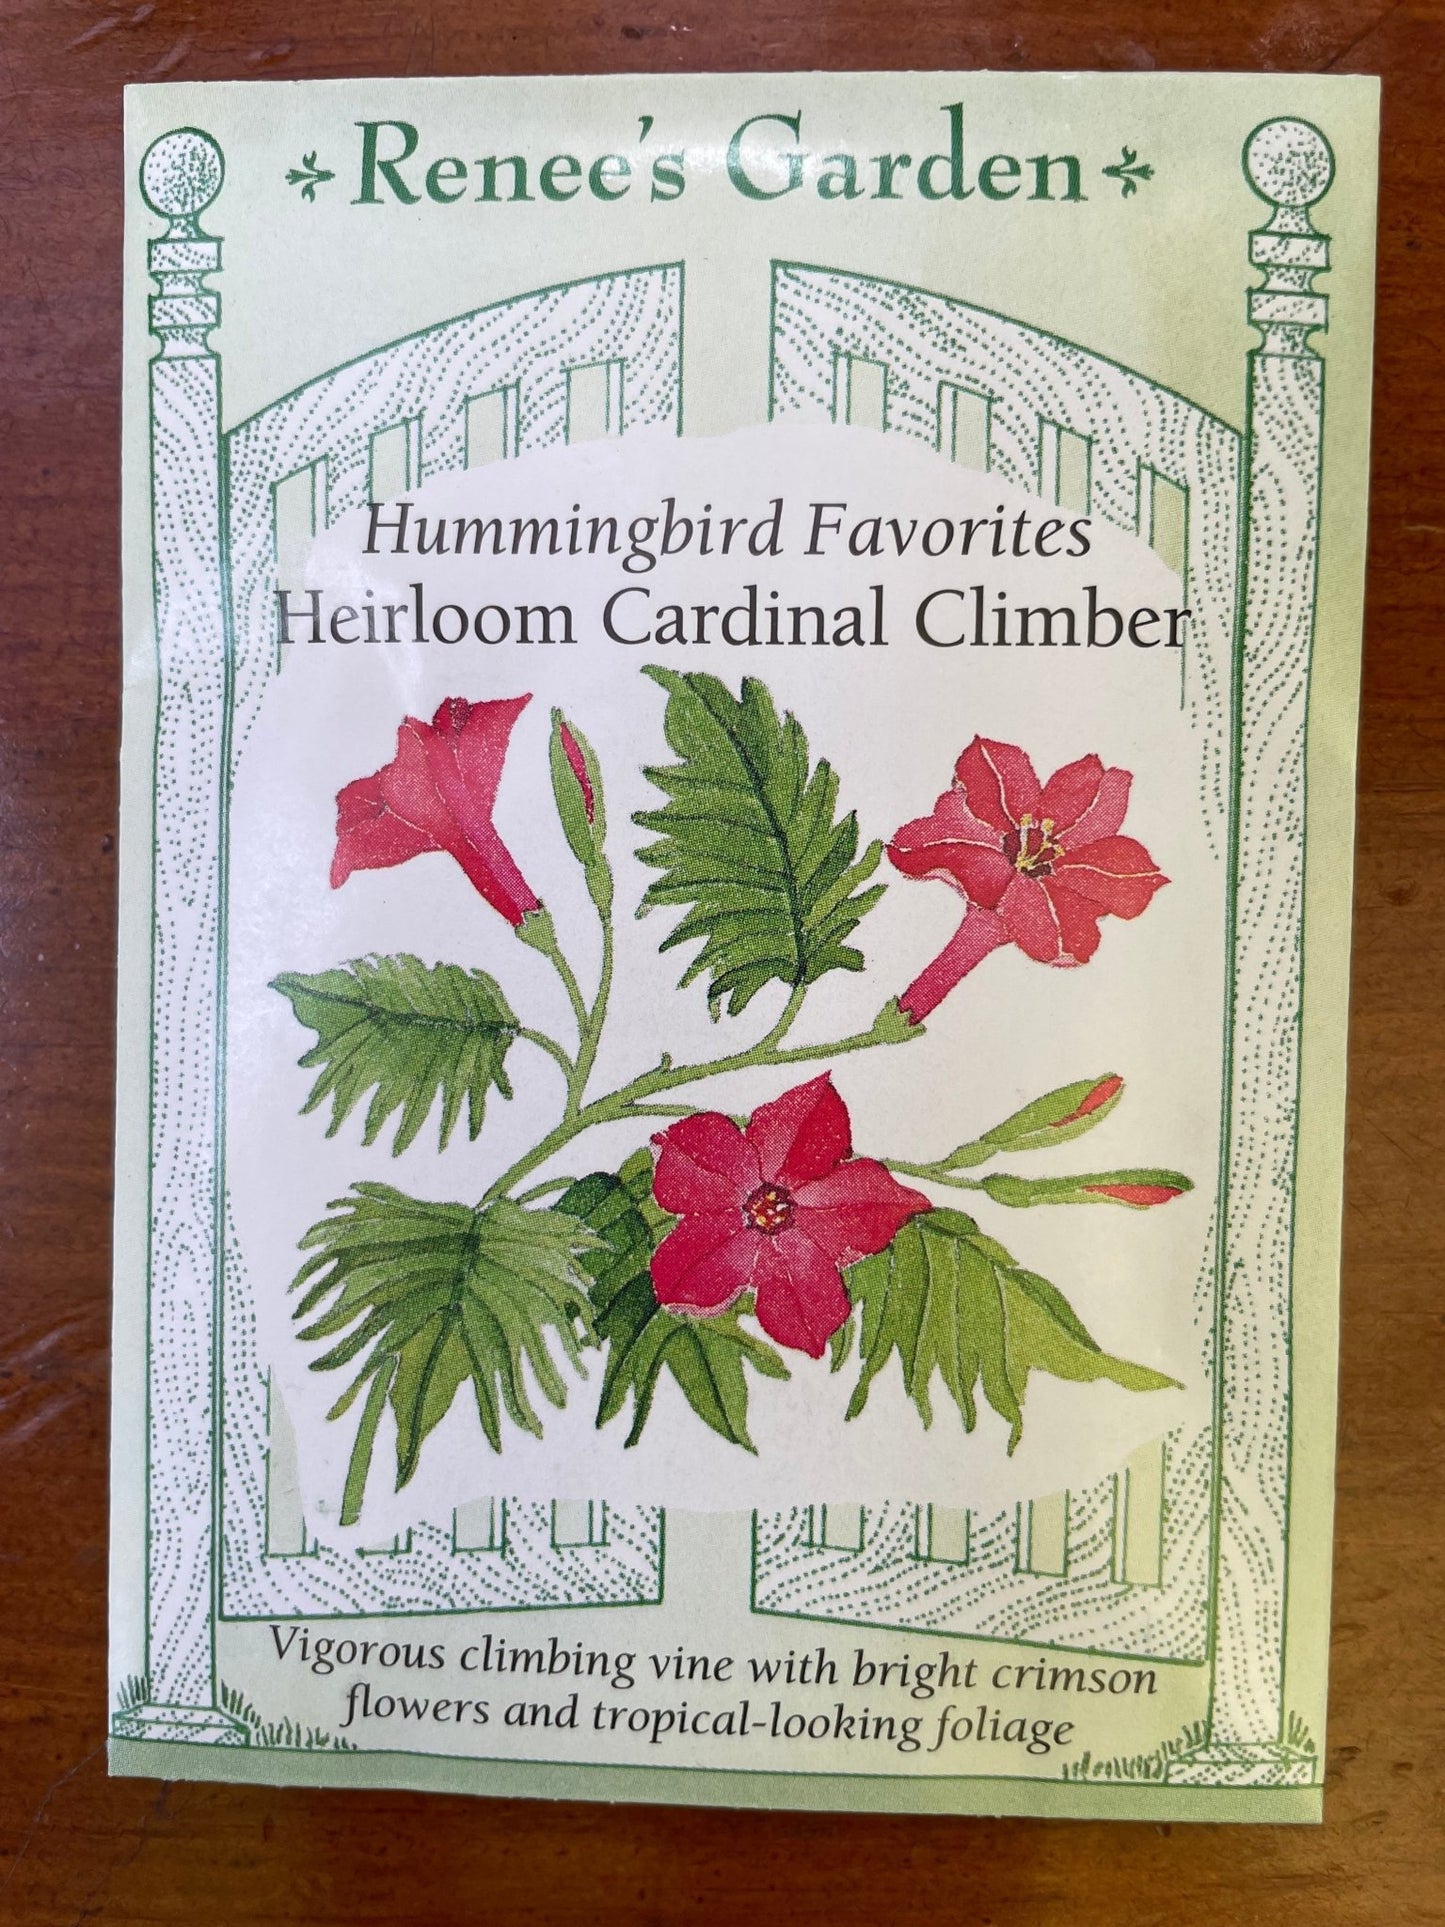 Renee's Garden
Hummingbird Favorites
Heirloom Cardinal Climber
Vigorous climbing vine with bright crimson
flowers and tropical-looking foliage